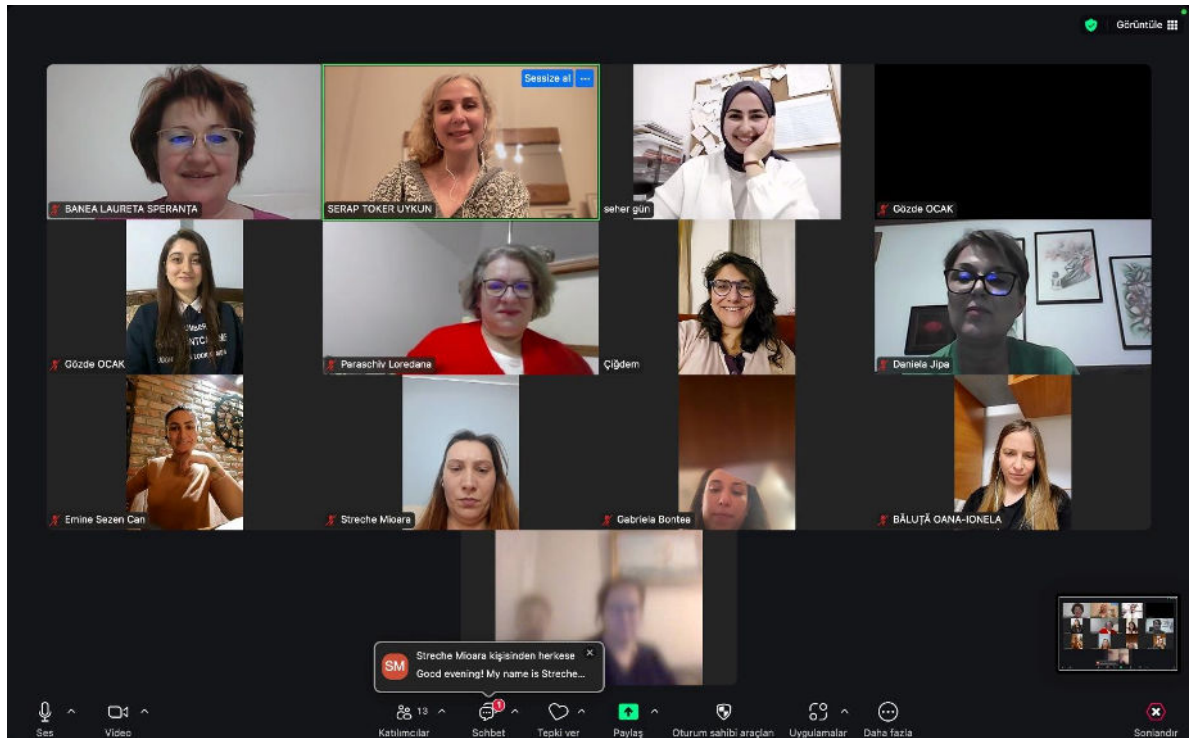 Görüntüle
Sessize al
BANEA LAURETA SPERANȚA
SERAP TOKER UYKUN
seher gün
Gözde OCAK
Gözde OCAK
Paraschiv Loredana
Çiğdem
Daniela Jipa
Emine Sezen Can
Streche Mioara
Gabriela Bontea
BĂLUȚĂ OANA-IONELA
SM
Streche Mioara kişisinden herkese
Good evening! My name is Streche...
13
1
Ses
Video
Katılımcılar
Sohbet
Tepki ver
Paylaş
Oturum sahibi araçları
Uygulamalar
Daha fazla
Sonlandır